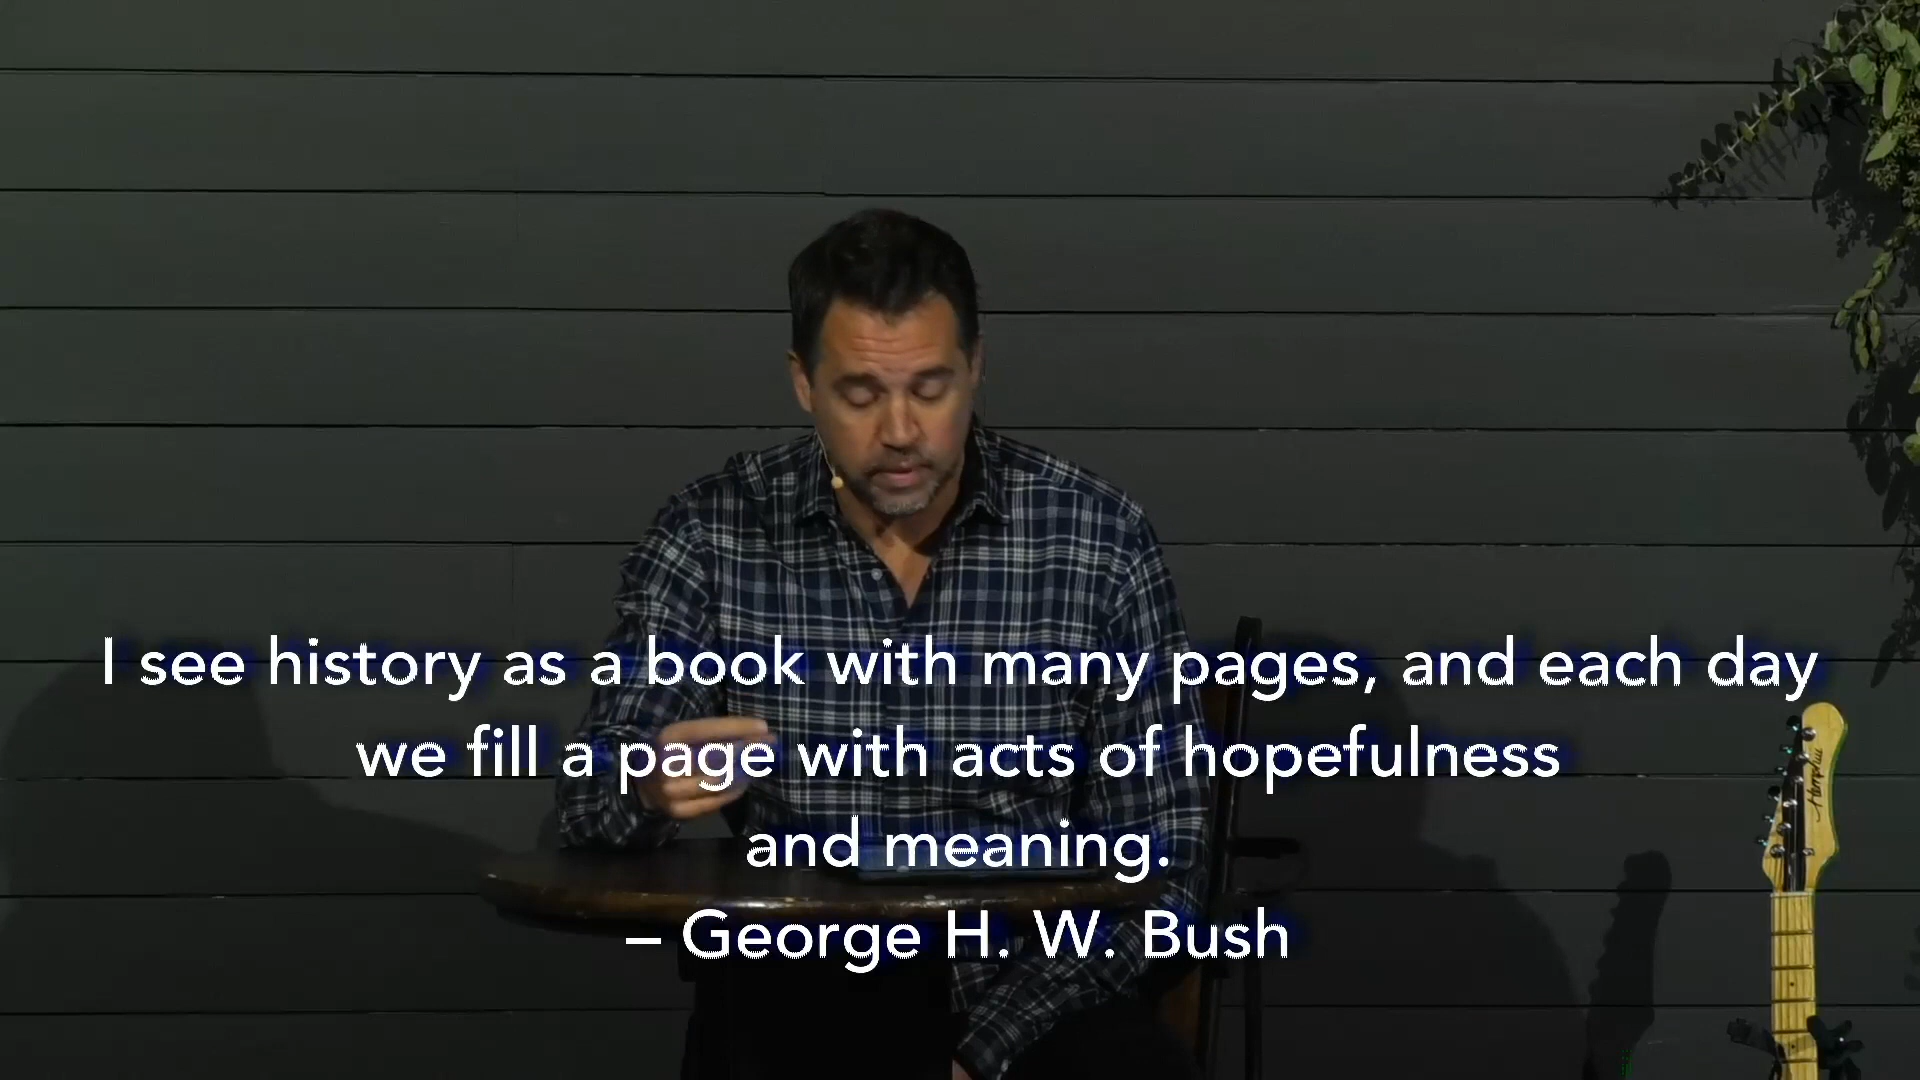 I see history as a book with many pages, and each day
we fill a page with acts of hopefulness
and meaning.
– George H. W. Bush